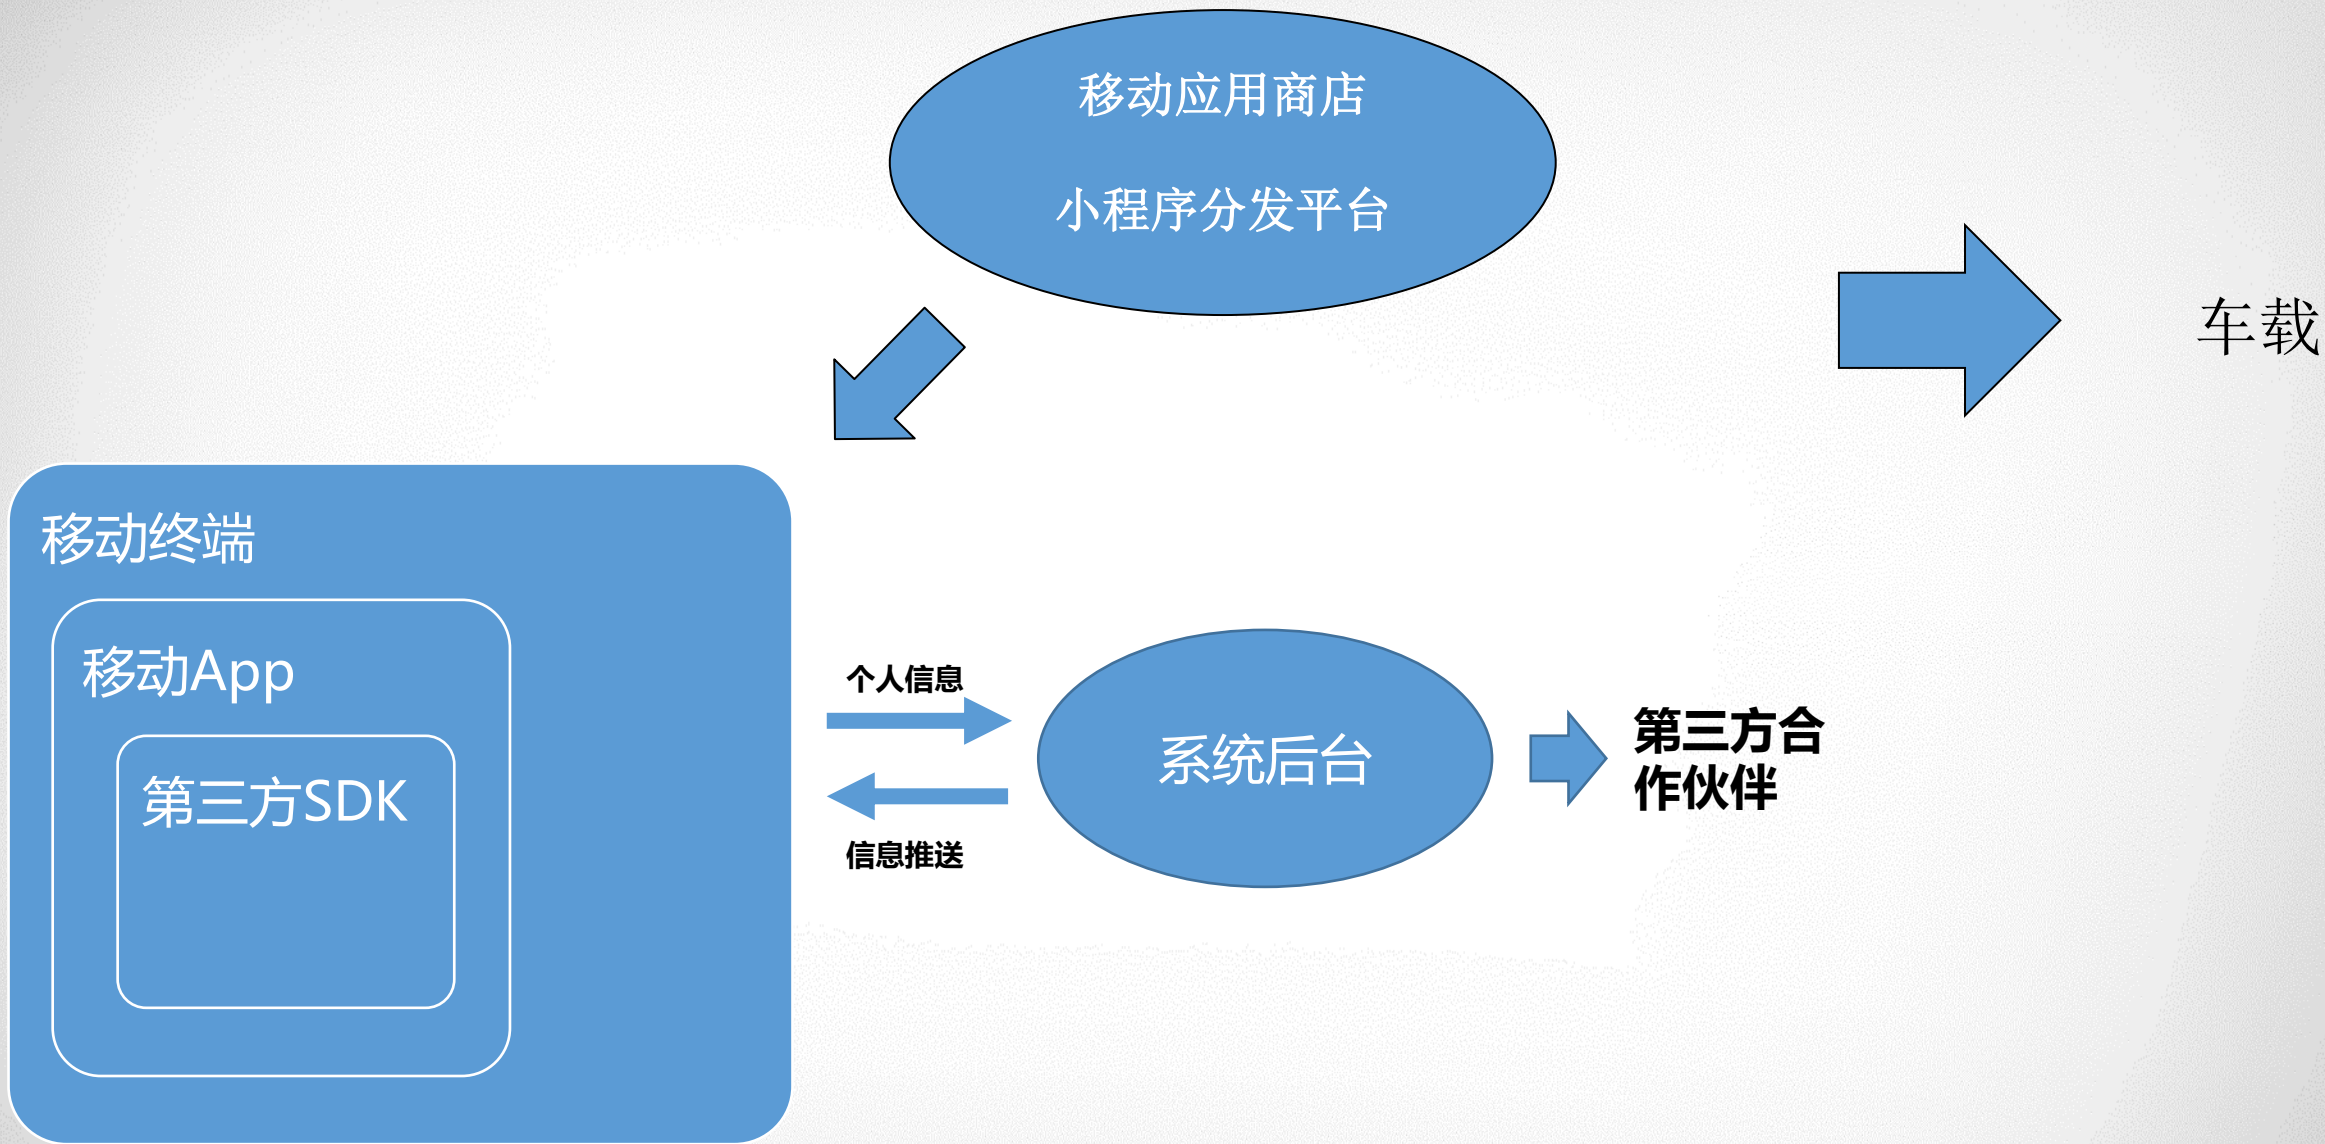 移动应用商店
小程序分发平台
车载
移动终端
移动App
第三方SDK
个人信息
信息推送
系统后台
第三方合
作伙伴